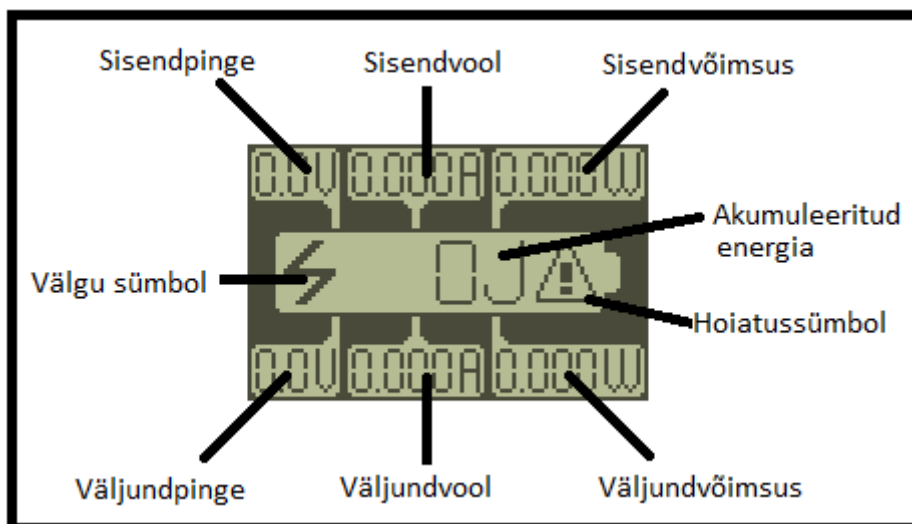 Sisendpinge
Sisendvool
Sisendvõimsus
0.0V
0.000A
0.000W
Akumuleeritud
energia
Välgu sümbol
0J
Hoiatussümbol
0.0V
0.000A
0.000W
Väljundpinge
Väljundvool
Väljundvõimsus